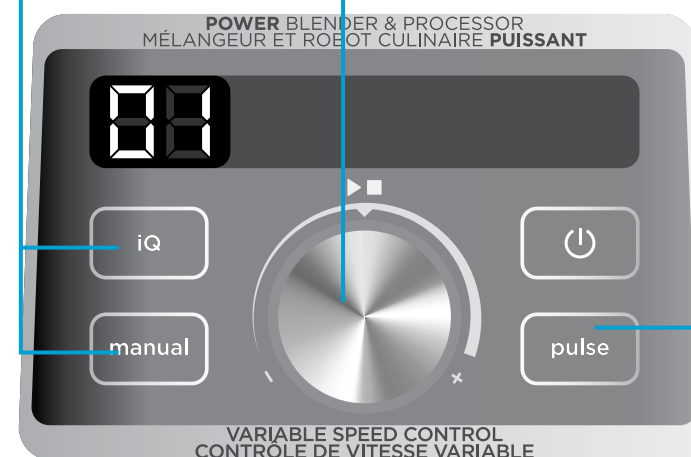 POWER BLENDER & PROCESSOR
MÉLANGEUR ET ROBOT CULINAIRE PUISSANT
01
iQ
manual
pulse
- +
VARIABLE SPEED CONTROL
CONTRÔLE DE VITESSE VARIABLE